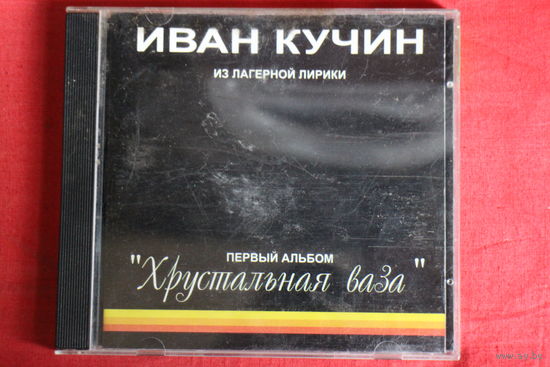 ИВАН КУЧИН
ИЗ ЛАГЕРНОЙ ЛИРИКИ
ПЕРВЫЙ АЛЬБОМ
"Хрустальная ваза"